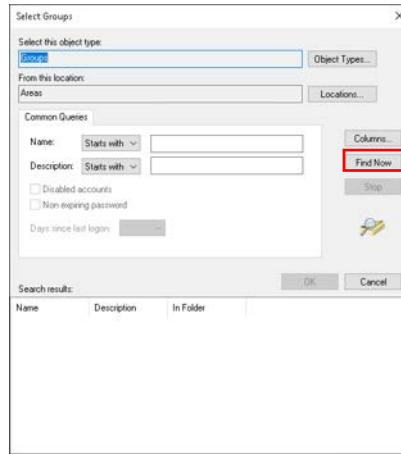 Select Groups
Select this object type:
Groups
Object Types...
From this location:
Areas
Locations...
Common Queries
Name: Starts with
Columns...
Description: Starts with
Find Now
Disabled accounts
Stop
Non expiring password
Days since last logon:
OK Cancel
Search results:
Name Description In Folder